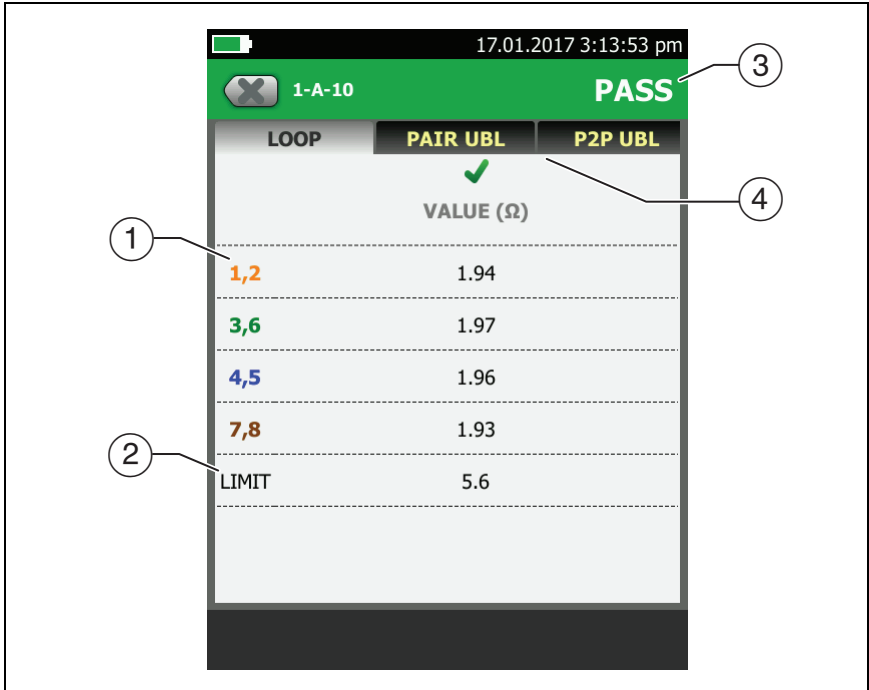 17.01.2017 3:13:53 pm
1-A-10 PASS
LOOP PAIR UBL P2P UBL
VALUE (Ω)
1,2 1.94
3,6 1.97
4,5 1.96
7,8 1.93
LIMIT 5.6
1
2
3
4